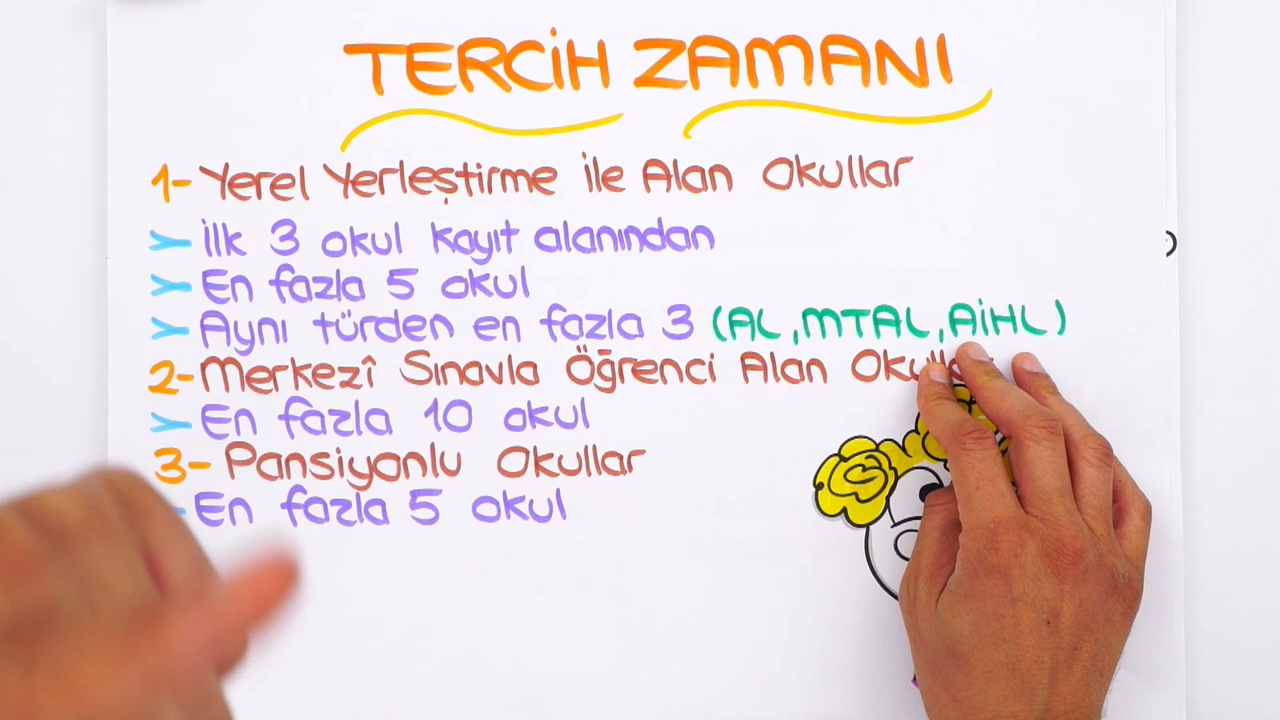 TERCİH ZAMANI
1- Yerel Yerleştirme ile Alan Okullar
➤ İlk 3 okul kayıt alanından
➤ En fazla 5 okul
➤ Aynı türden en fazla 3 (AL, MTAL, AİHL)
2- Merkezî Sınavla Öğrenci Alan
➤ En fazla 10 okul
3- Pansiyonlu Okullar
En fazla 5 okul